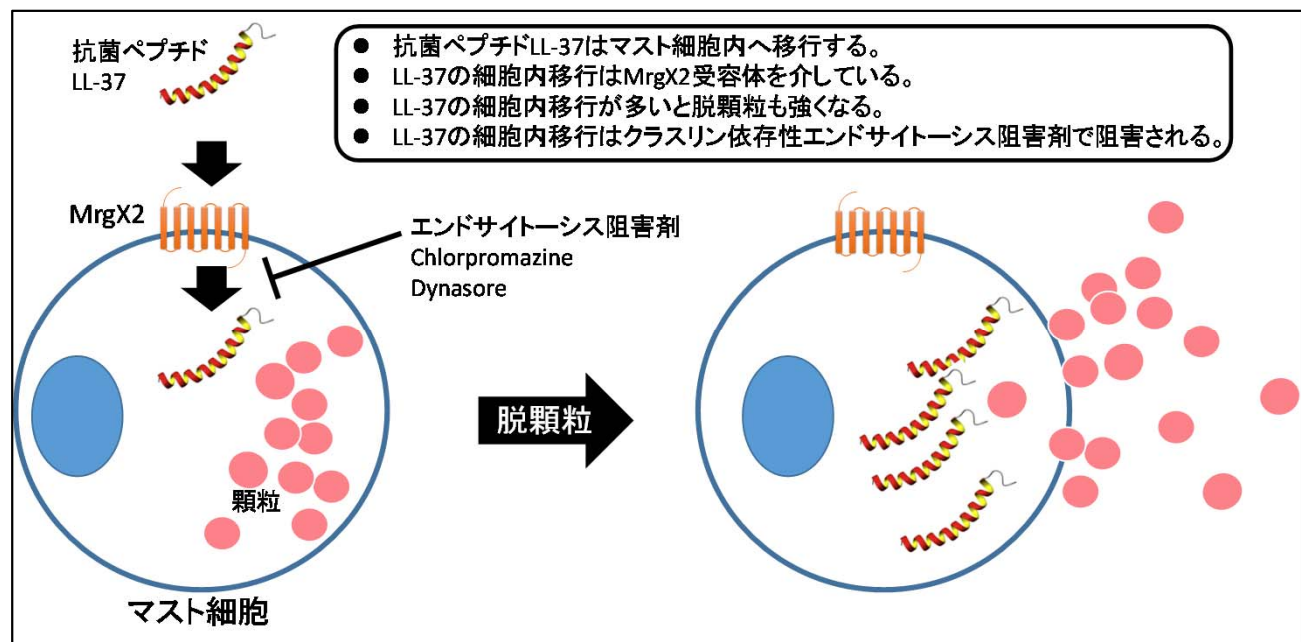 抗菌ペプチド
LL-37
● 抗菌ペプチドLL-37はマスト細胞内へ移行する。
● LL-37の細胞内移行はMrgX2受容体を介している。
● LL-37の細胞内移行が多いと脱顆粒も強くなる。
● LL-37の細胞内移行はクラスリン依存性エンドサイトーシス阻害剤で阻害される。
MrgX2
エンドサイトーシス阻害剤
Chlorpromazine
Dynasore
脱顆粒
顆粒
マスト細胞